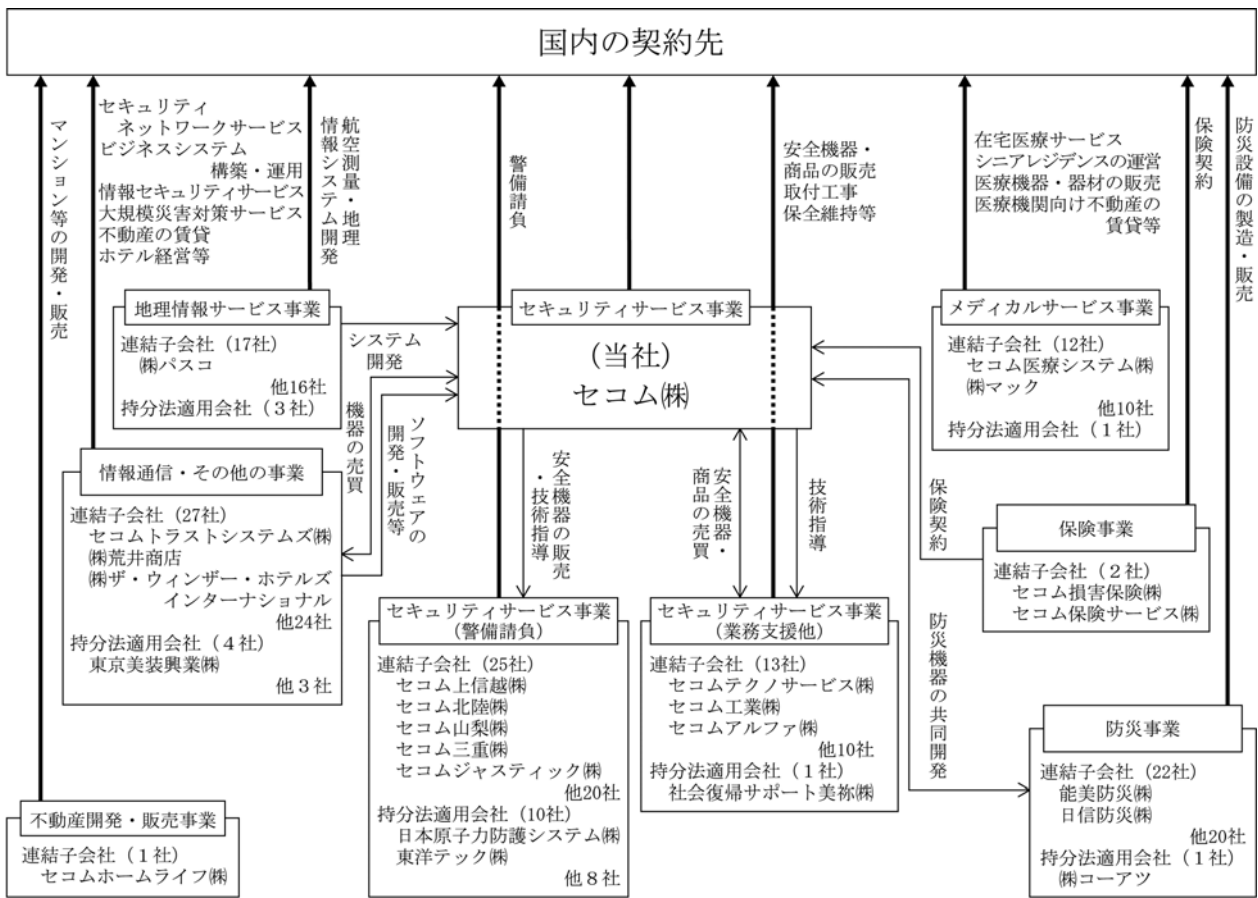 国内の契約先
マンション等の開発・販売
セキュリティ
ネットワークサービス
ビジネスシステム
構築・運用
情報セキュリティサービス
大規模災害対策サービス
不動産の賃貸
ホテル経営等
航空測量・地理
情報システム開発
警備請負
安全機器・
商品の販売
取付工事
保全維持等
在宅医療サービス
シニアレジデンスの運営
医療機器・器材の販売
医療機関向け不動産の
賃貸等
保険契約
防災設備の製造・販売
地理情報サービス事業
連結子会社(17社)
㈱パスコ
他16社
持分法適用会社(3社)
システム
開発
機器の売買
ソフトウェアの
開発・販売等
セキュリティサービス事業
(当社)
セコム㈱
メディカルサービス事業
連結子会社(12社)
セコム医療システム㈱
㈱マック
他10社
持分法適用会社(1社)
情報通信・その他の事業
連結子会社(27社)
セコムトラストシステムズ㈱
㈱荒井商店
㈱ザ・ウィンザー・ホテルズ
インターナショナル
他24社
持分法適用会社(4社)
東京美装興業㈱
他3社
安全機器の販売
・技術指導
安全機器・
商品の売買
技術指導
保険契約
保険事業
連結子会社(2社)
セコム損害保険㈱
セコム保険サービス㈱
セキュリティサービス事業
(警備請負)
連結子会社(25社)
セコム上信越㈱
セコム北陸㈱
セコム山梨㈱
セコム三重㈱
セコムジャスティック㈱
他20社
持分法適用会社(10社)
日本原子力防護システム㈱
東洋テック㈱
他8社
セキュリティサービス事業
(業務支援他)
連結子会社(13社)
セコムテクノサービス㈱
セコム工業㈱
セコムアルファ㈱
他10社
持分法適用会社(1社)
社会復帰サポート美祢㈱
防災機器の共同開発
防災事業
連結子会社(22社)
能美防災㈱
日信防災㈱
他20社
持分法適用会社(1社)
㈱コーアツ
不動産開発・販売事業
連結子会社(1社)
セコムホームライフ㈱